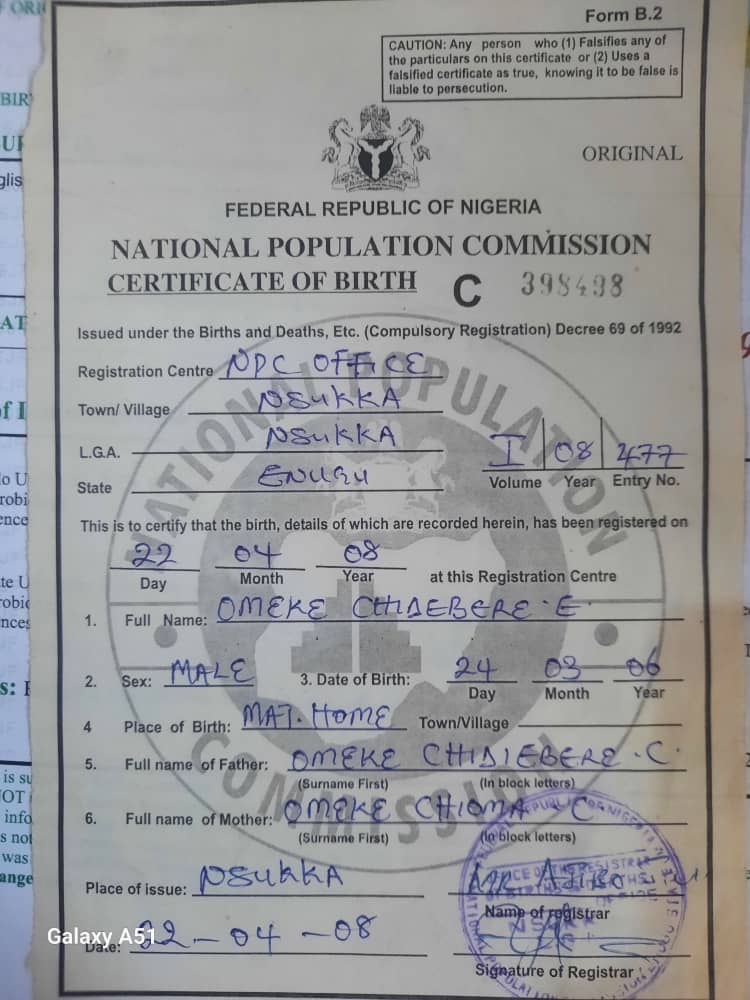 Form B.2
CAUTION: Any person who (1) Falsifies any of
the particulars on this certificate or (2) Uses a
falsified certificate as true, knowing it to be false is
liable to persecution.
ORIGINAL
FEDERAL REPUBLIC OF NIGERIA
NATIONAL POPULATION COMMISSION
CERTIFICATE OF BIRTH C 398498
Issued under the Births and Deaths, Etc. (Compulsory Registration) Decree 69 of 1992
Registration Centre NPC OFFICE
Town/ Village NSUKKA
L.G.A. NSUKKA
State ENUGU
I 08 477
Volume Year Entry No.
This is to certify that the birth, details of which are recorded herein, has been registered on
22 04 08
Day Month Year at this Registration Centre
1. Full Name: OMEKE CHIDEBERE E.
2. Sex: MALE 3. Date of Birth: 24 03 06
Day Month Year
4 Place of Birth: MAT. HOME Town/Village
5. Full name of Father: OMEKE CHIDIEBERE .C.
(Surname First) (In block letters)
6. Full name of Mother: OMEKE CHIOMA C.
(Surname First) (In block letters)
Place of issue: NSUKKA
Name of registrar
Date: 22-04-08
Signature of Registrar
NATIONAL POPULATION COMMISSION
Galaxy A51